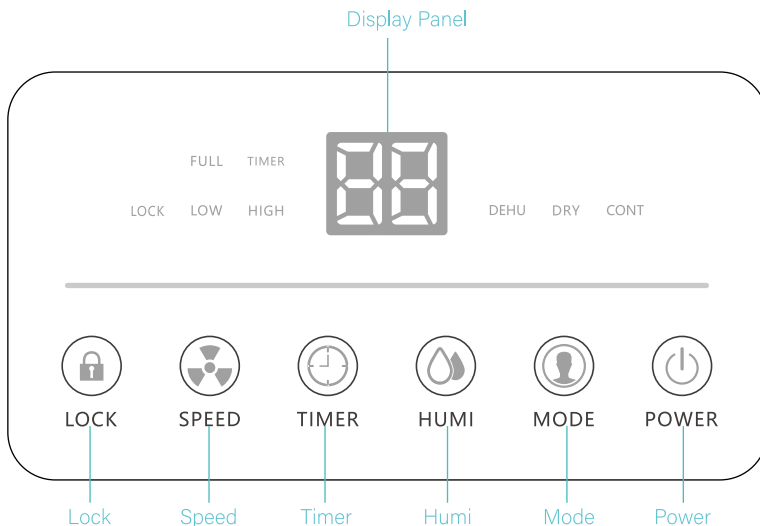 Display Panel
FULL TIMER
88
LOCK LOW HIGH DEHU DRY CONT
LOCK SPEED TIMER HUMI MODE POWER
Lock Speed Timer Humi Mode Power